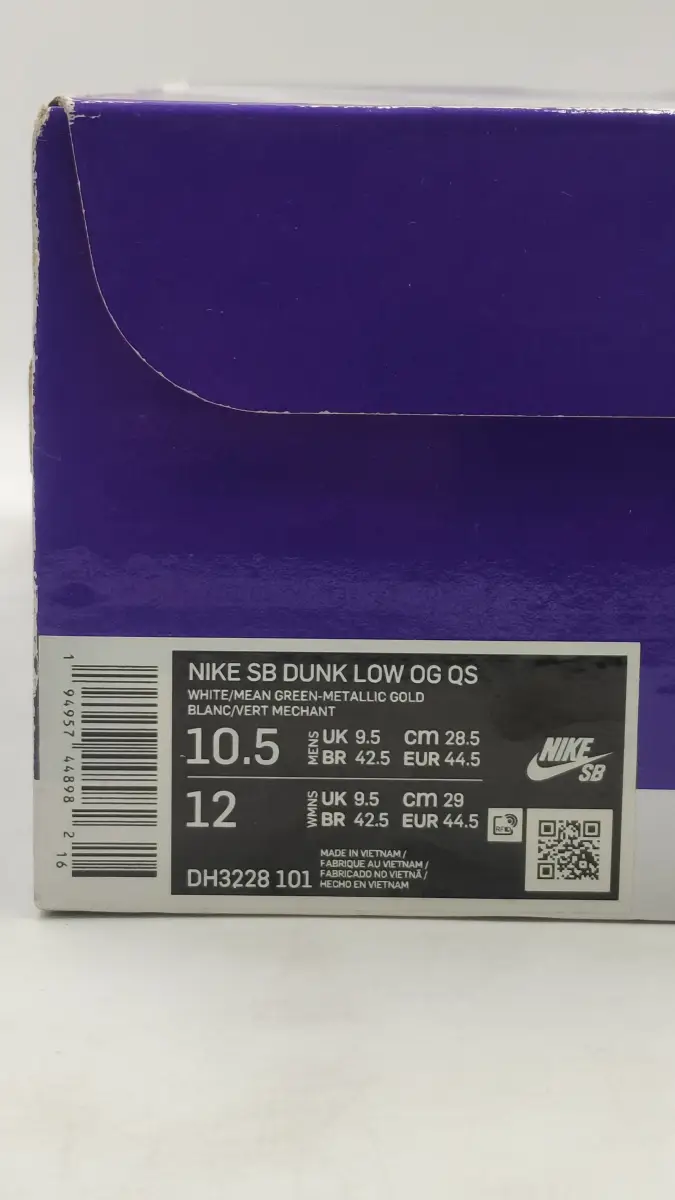 1 94957 44898 2 16
NIKE SB DUNK LOW OG QS
WHITE/MEAN GREEN-METALLIC GOLD
BLANC/VERT MECHANT
10.5 MENS UK 9.5 cm 28.5
BR 42.5 EUR 44.5
12 WMNS UK 9.5 cm 29
BR 42.5 EUR 44.5
NIKE
SB
RFID
DH3228 101
MADE IN VIETNAM /
FABRIQUE AU VIETNAM /
FABRICADO NO VIETNÃ /
HECHO EN VIETNAM